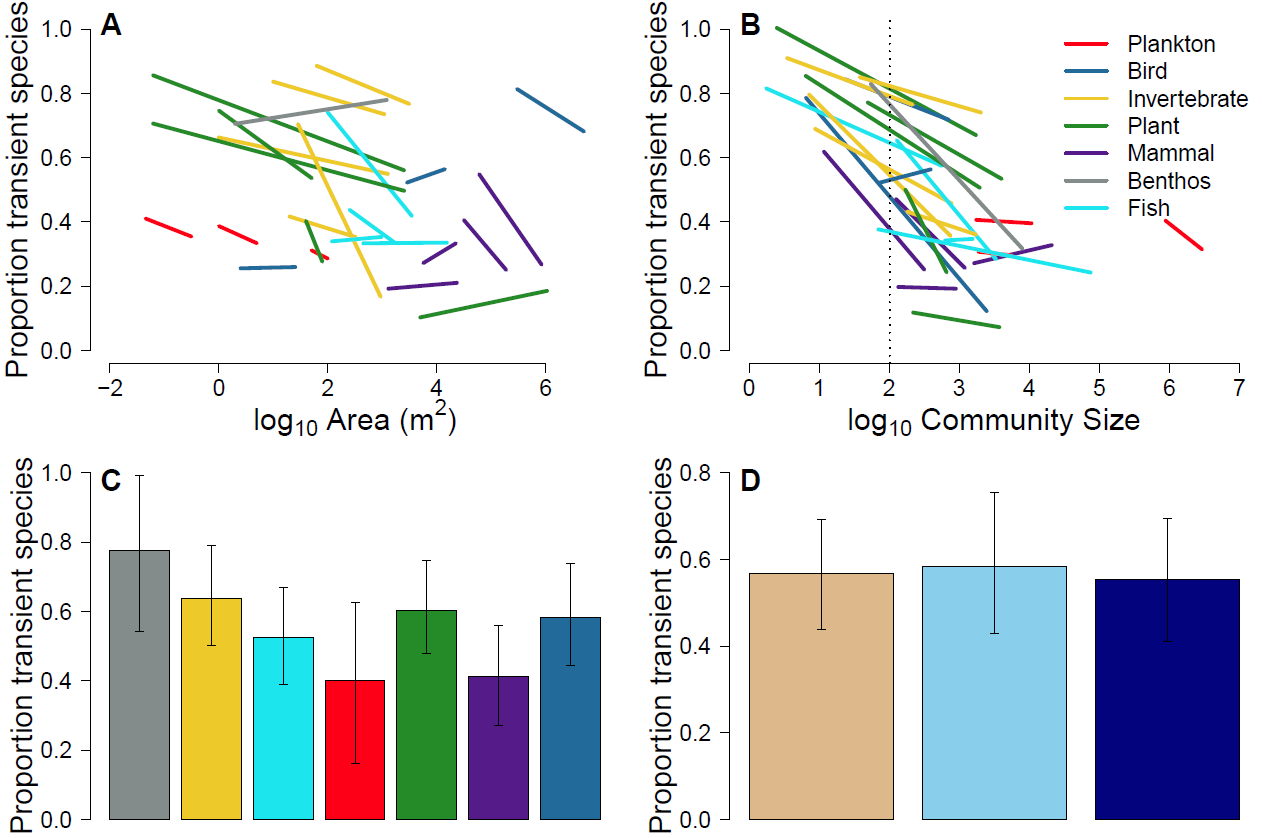 A
Proportion transient species
1.0
0.8
0.6
0.4
0.2
0.0
−2 0 2 4 6
log10 Area (m2)
B
Proportion transient species
1.0
0.8
0.6
0.4
0.2
0.0
0 1 2 3 4 5 6 7
log10 Community Size
Plankton
Bird
Invertebrate
Plant
Mammal
Benthos
Fish
C
Proportion transient species
1.0
0.8
0.6
0.4
0.2
0.0
D
Proportion transient species
0.8
0.6
0.4
0.2
0.0